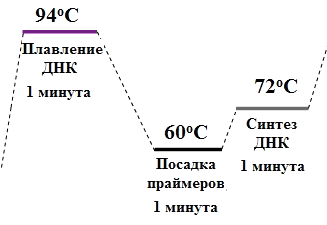 94°C
Плавление
ДНК
1 минута
60°C
Посадка
праймеров
1 минута
72°C
Синтез
ДНК
1 минута